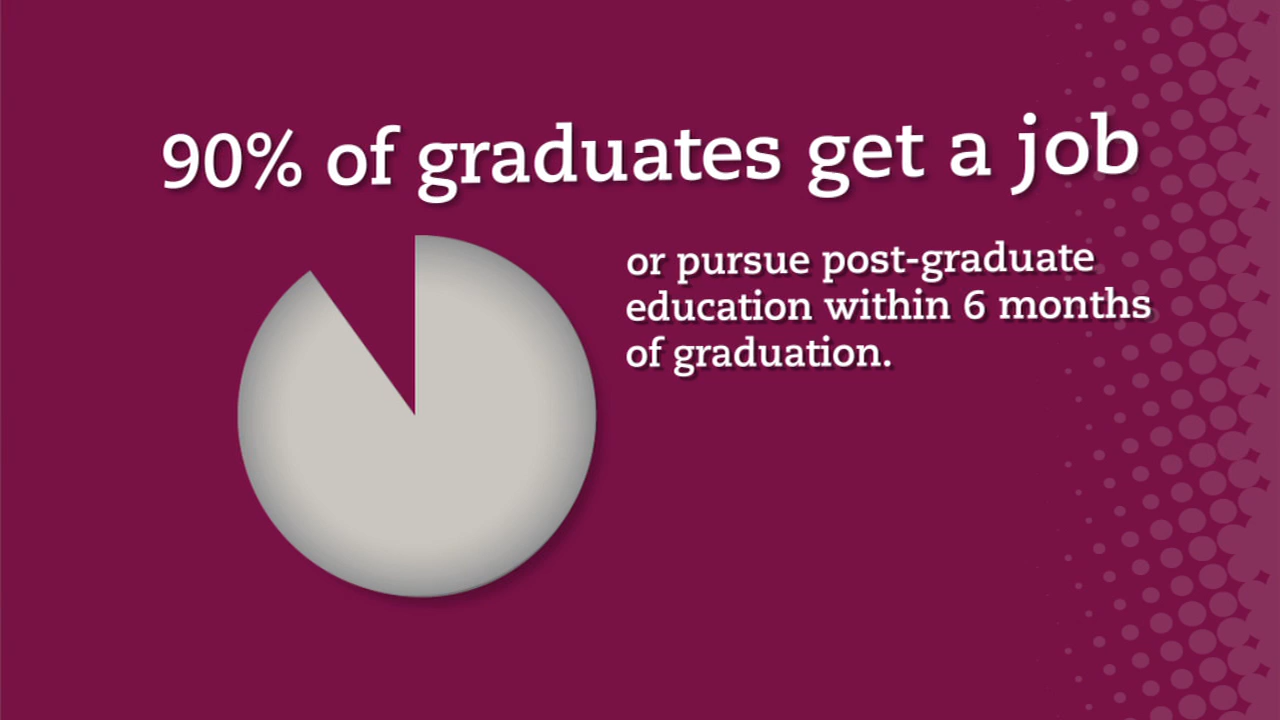 90% of graduates get a job
or pursue post-graduate
education within 6 months
of graduation.